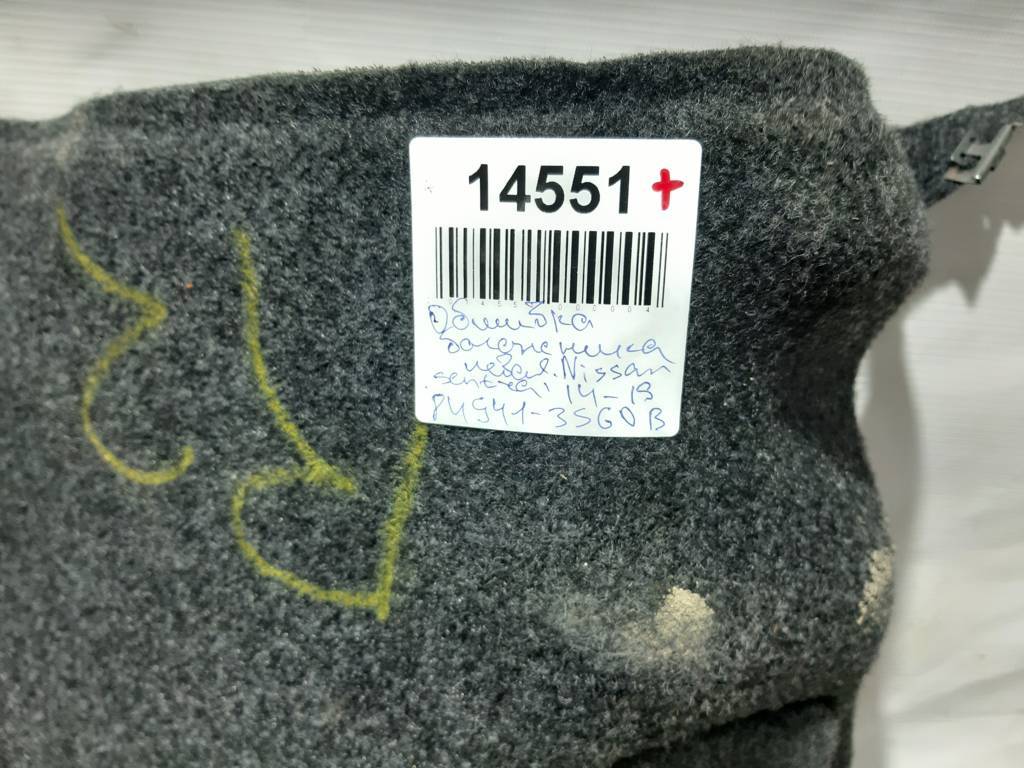 14551 +
Обшивка
багажника
левая. Nissan
sentra 14-19
84941-3SG0B